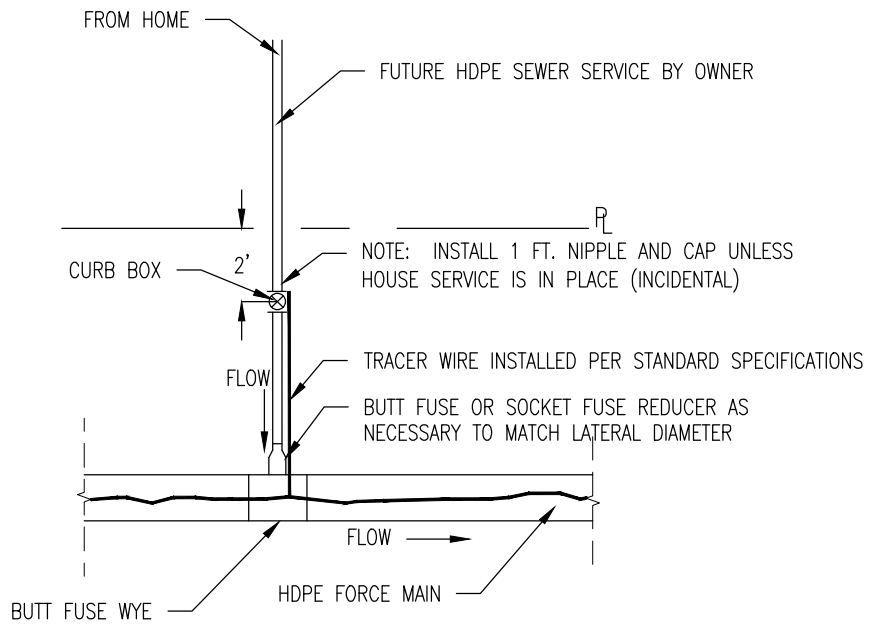 FROM HOME
FUTURE HDPE SEWER SERVICE BY OWNER
PL
NOTE: INSTALL 1 FT. NIPPLE AND CAP UNLESS
HOUSE SERVICE IS IN PLACE (INCIDENTAL)
CURB BOX
2'
TRACER WIRE INSTALLED PER STANDARD SPECIFICATIONS
FLOW
BUTT FUSE OR SOCKET FUSE REDUCER AS
NECESSARY TO MATCH LATERAL DIAMETER
FLOW
HDPE FORCE MAIN
BUTT FUSE WYE